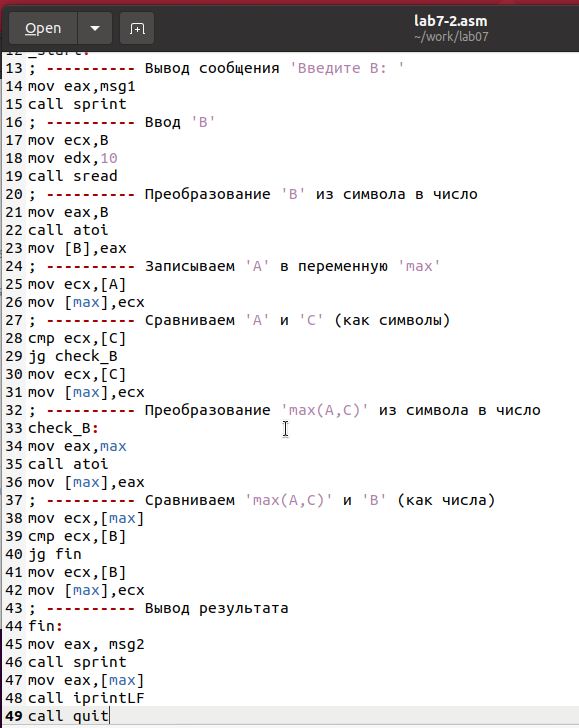 Open
lab7-2.asm
~/work/lab07
12 _start:
13 ; ---------- Вывод сообщения 'Введите B: '
14 mov eax,msg1
15 call sprint
16 ; ---------- Ввод 'B'
17 mov ecx,B
18 mov edx,10
19 call sread
20 ; ---------- Преобразование 'B' из символа в число
21 mov eax,B
22 call atoi
23 mov [B],eax
24 ; ---------- Записываем 'A' в переменную 'max'
25 mov ecx,[A]
26 mov [max],ecx
27 ; ---------- Сравниваем 'A' и 'C' (как символы)
28 cmp ecx,[C]
29 jg check_B
30 mov ecx,[C]
31 mov [max],ecx
32 ; ---------- Преобразование 'max(A,C)' из символа в число
33 check_B:
34 mov eax,max
35 call atoi
36 mov [max],eax
37 ; ---------- Сравниваем 'max(A,C)' и 'B' (как числа)
38 mov ecx,[max]
39 cmp ecx,[B]
40 jg fin
41 mov ecx,[B]
42 mov [max],ecx
43 ; ---------- Вывод результата
44 fin:
45 mov eax, msg2
46 call sprint
47 mov eax,[max]
48 call iprintLF
49 call quit